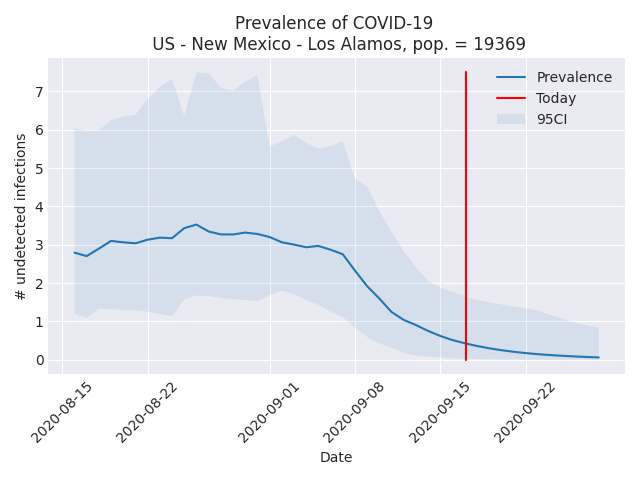 Prevalence of COVID-19
US - New Mexico - Los Alamos, pop. = 19369
Prevalence
Today
95CI
# undetected infections
7
6
5
4
3
2
1
0
2020-08-15
2020-08-22
2020-09-01
2020-09-08
2020-09-15
2020-09-22
Date